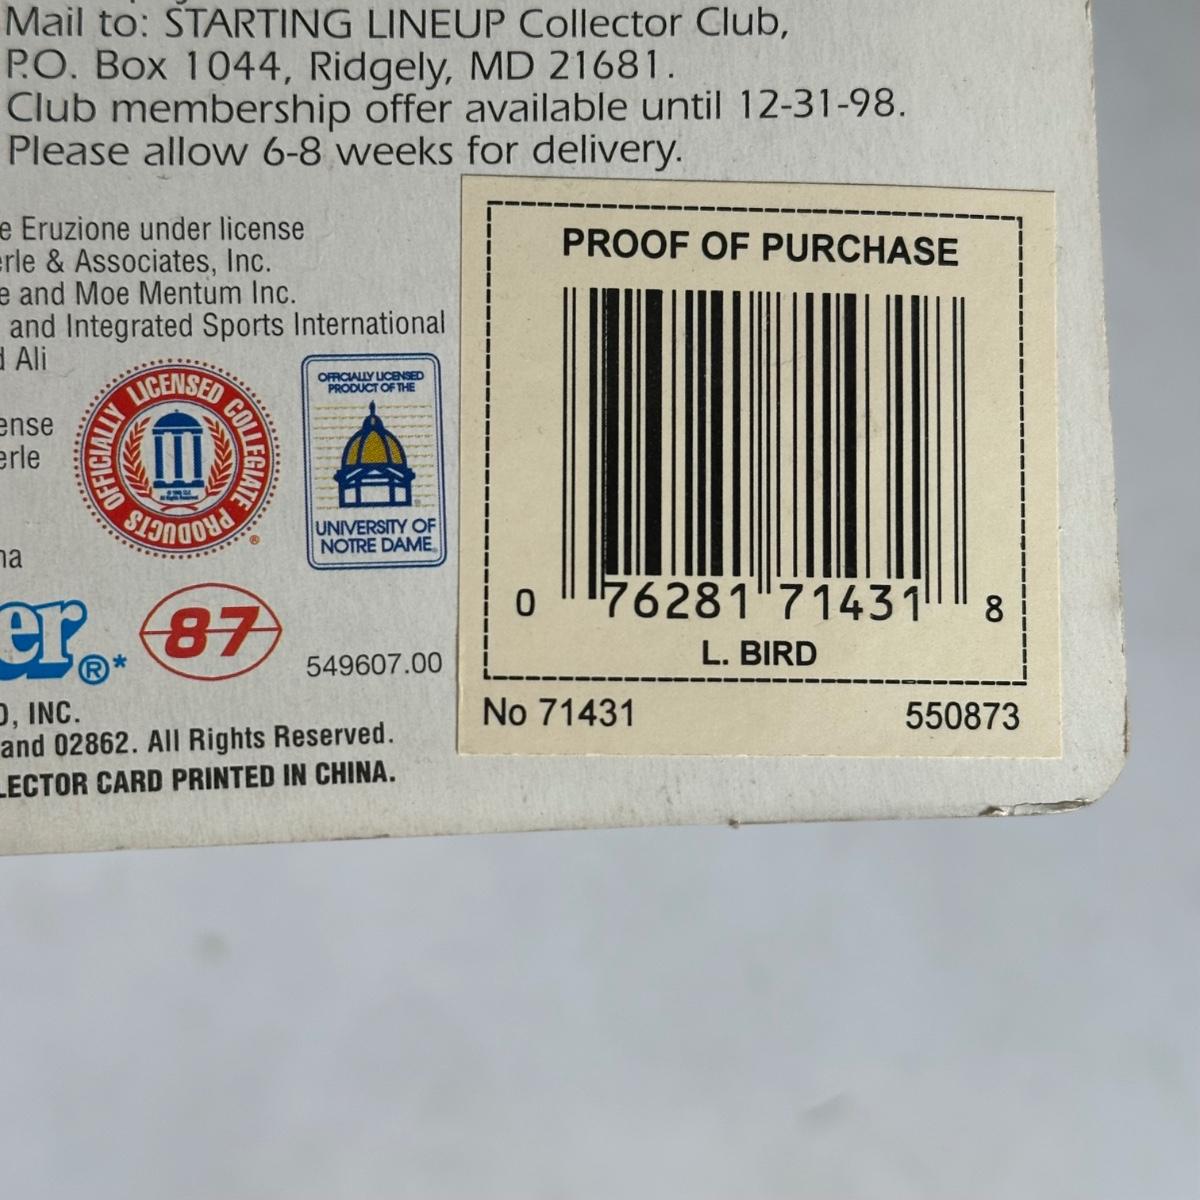 Mail to: STARTING LINEUP Collector Club,
P.O. Box 1044, Ridgely, MD 21681.
Club membership offer available until 12-31-98.
Please allow 6-8 weeks for delivery.
e Eruzione under license
erle & Associates, Inc.
e and Moe Mentum Inc.
and Integrated Sports International
d Ali
ense
erle
na
OFFICIALLY LICENSED COLLEGIATE PRODUCTS
®
OFFICIALLY LICENSED
PRODUCT OF THE
UNIVERSITY OF
NOTRE DAME
er®*
87
549607.00
O, INC.
and 02862. All Rights Reserved.
LECTOR CARD PRINTED IN CHINA.
PROOF OF PURCHASE
0 76281 71431 8
L. BIRD
No 71431 550873